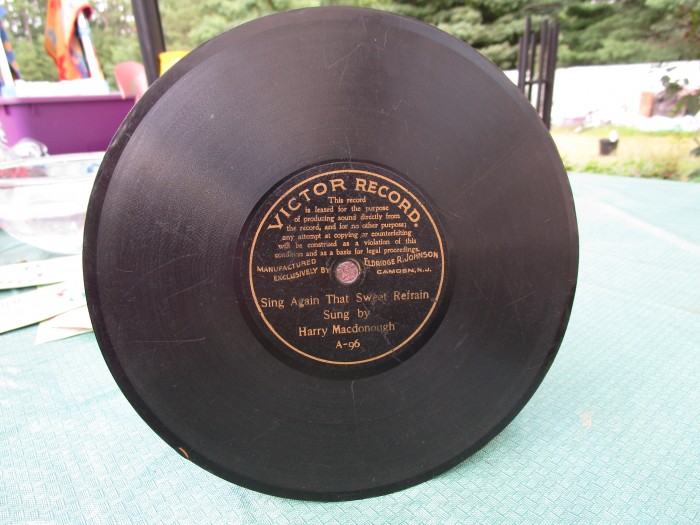 VICTOR RECORD.
This record
is leased for the purpose
of producing sound directly from
the record, and for no other purpose;
any attempt at copying or counterfeiting
will be construed as a violation of this
condition and as a basis for legal proceedings.
MANUFACTURED ELDRIDGE R. JOHNSON
EXCLUSIVELY BY CAMDEN, N.J.
Sing Again That Sweet Refrain
Sung by
Harry Macdonough
A-96